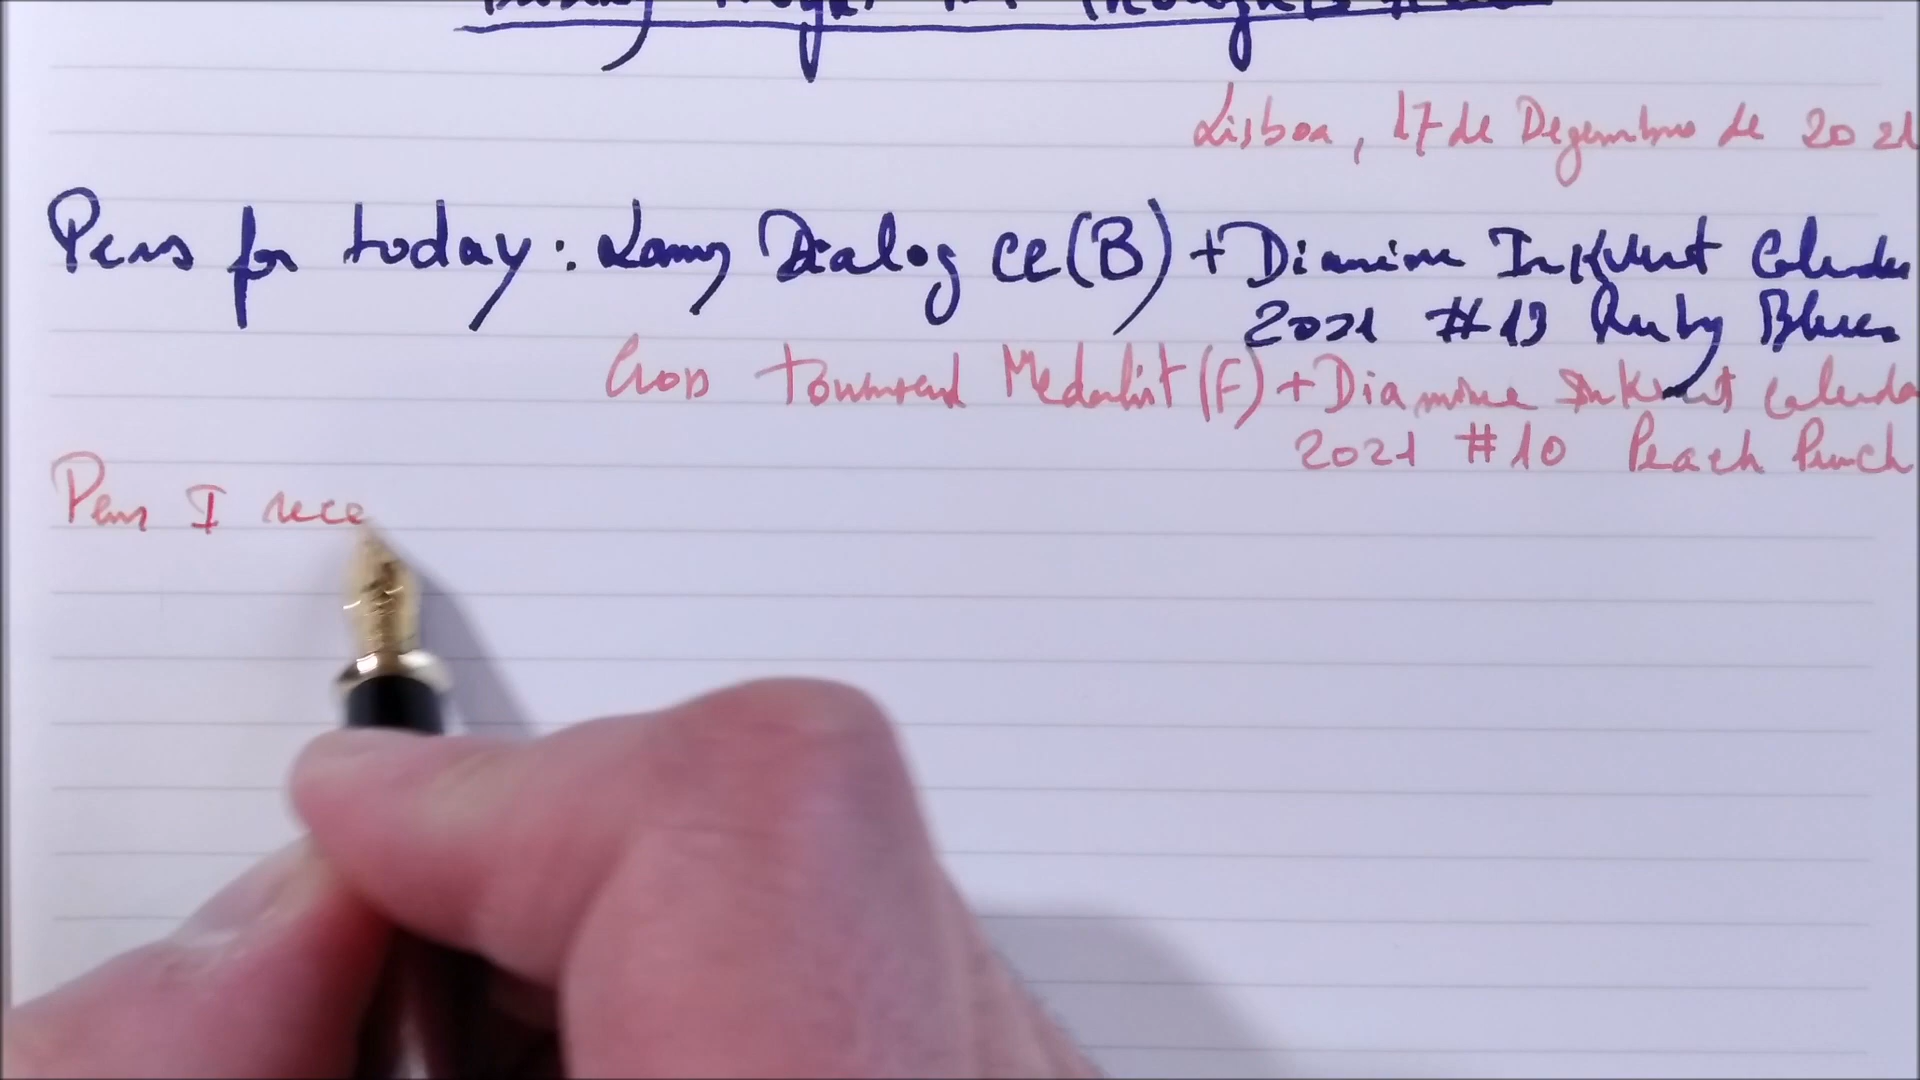 Lisboa, 17 de Dezembro de 2021
Pens for today: Lamy Dialog CC (B) + Diamine Inkvent Calendar
2021 #13 Ruby Blues
Cross Townsend Medalist (F) + Diamine Inkvent Calenda
2021 #10 Peach Punch
Pens I rece